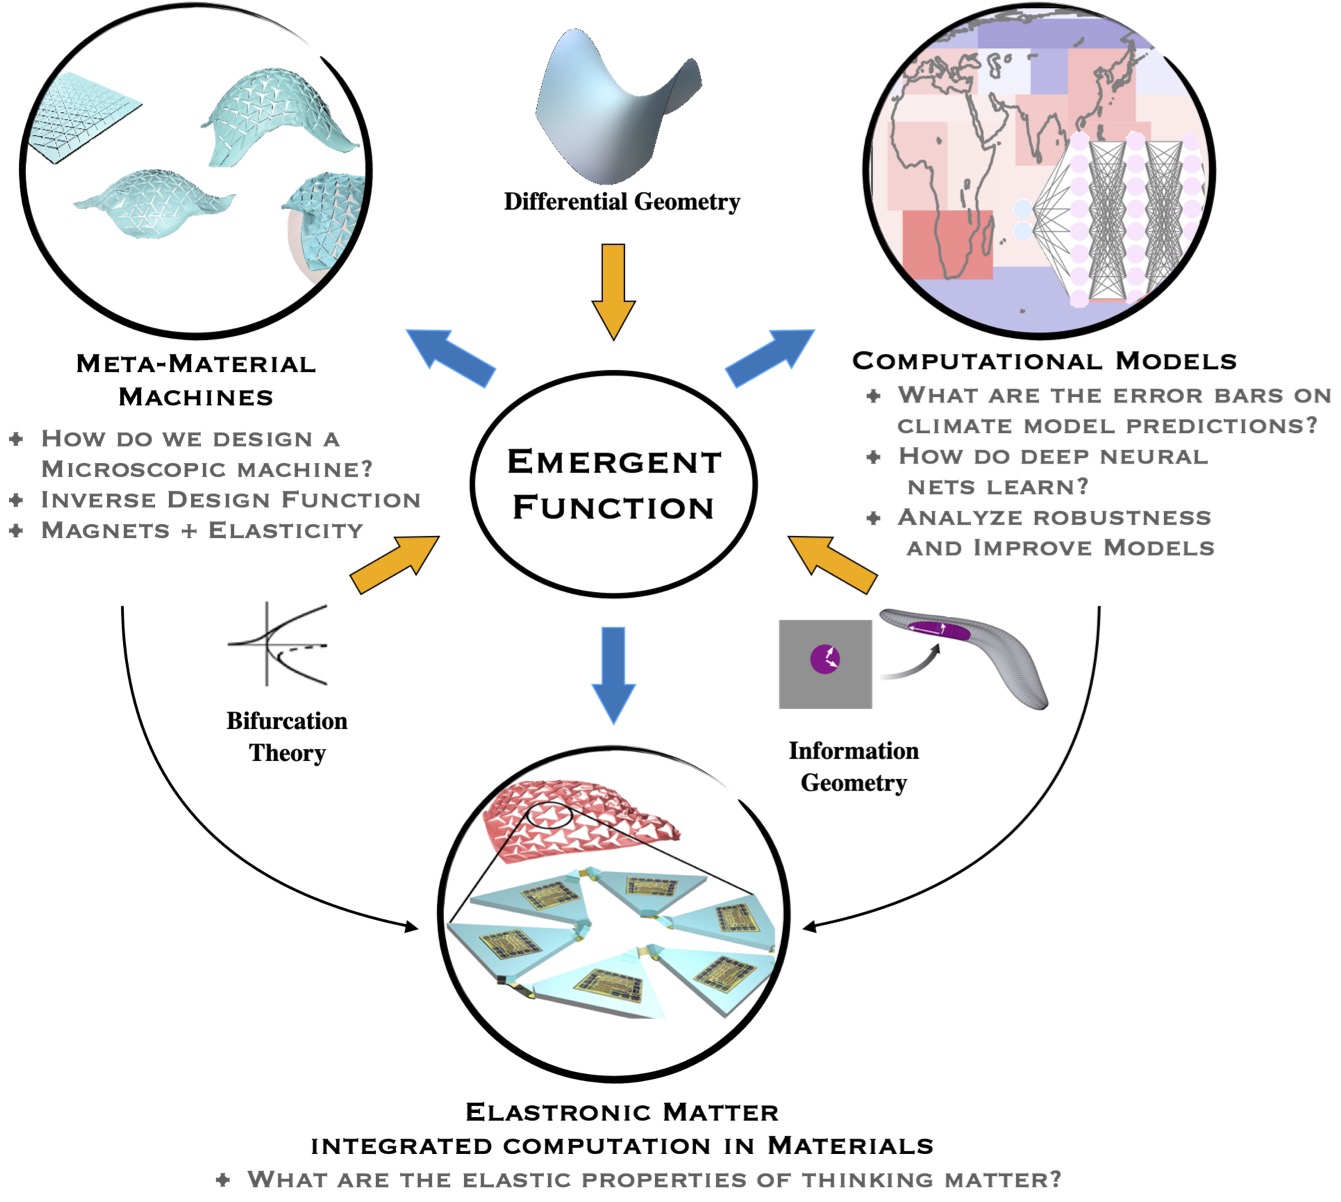 Differential Geometry
META-MATERIAL
MACHINES
+ HOW DO WE DESIGN A
MICROSCOPIC MACHINE?
+ INVERSE DESIGN FUNCTION
+ MAGNETS + ELASTICITY
EMERGENT
FUNCTION
COMPUTATIONAL MODELS
+ WHAT ARE THE ERROR BARS ON
CLIMATE MODEL PREDICTIONS?
+ HOW DO DEEP NEURAL
NETS LEARN?
+ ANALYZE ROBUSTNESS
AND IMPROVE MODELS
Bifurcation
Theory
Information
Geometry
ELASTRONIC MATTER
INTEGRATED COMPUTATION IN MATERIALS
+ WHAT ARE THE ELASTIC PROPERTIES OF THINKING MATTER?